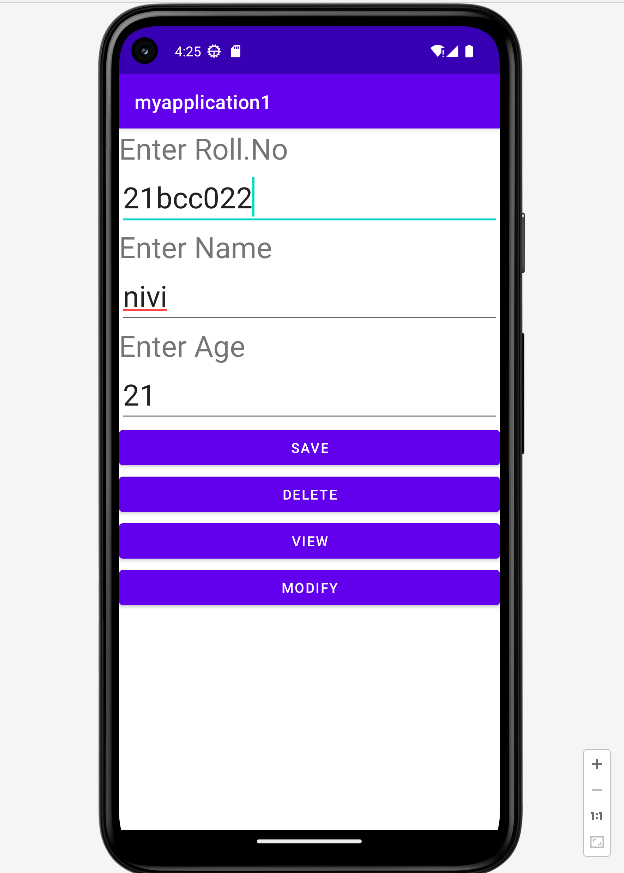 4:25
myapplication1
Enter Roll.No
21bcc022
Enter Name
nivi
Enter Age
21
SAVE
DELETE
VIEW
MODIFY
1:1